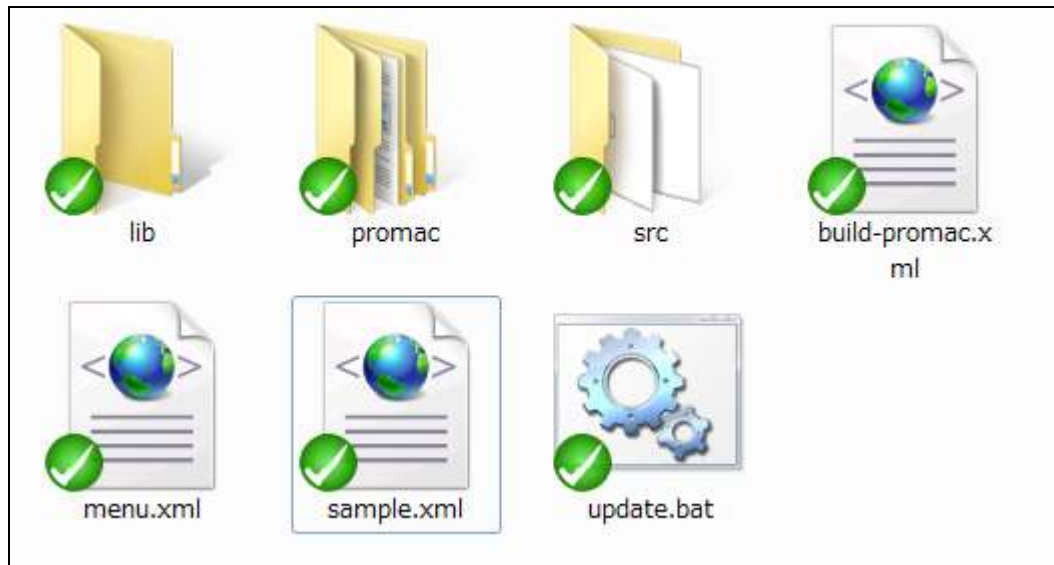 lib
promac
src
build-promac.x
ml
menu.xml
sample.xml
update.bat